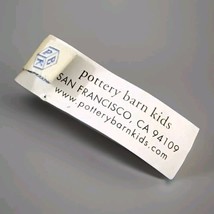 pottery barn kids
SAN FRANCISCO, CA 94109
www.potterybarnkids.com